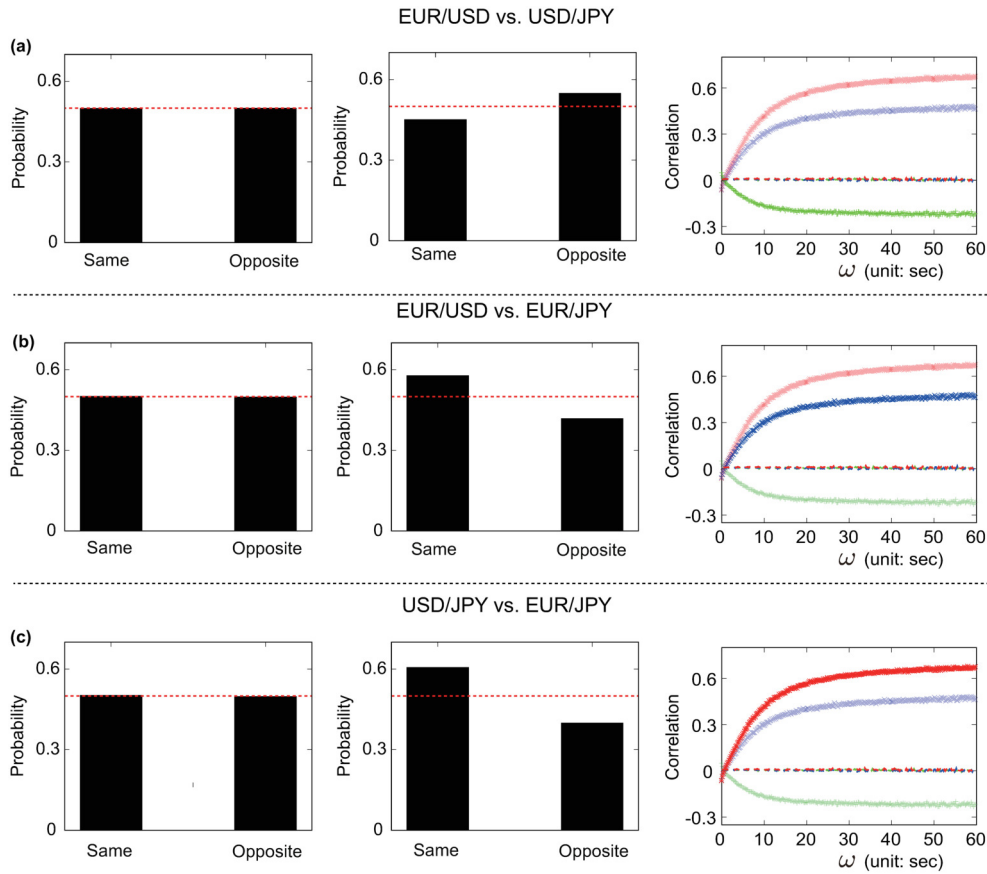 EUR/USD vs. USD/JPY
(a)
Probability
0.6
0.3
0
Same Opposite
Probability
0.6
0.3
0
Same Opposite
Correlation
0.6
0.3
0
-0.3
0 10 20 30 40 50 60
ω (unit: sec)
EUR/USD vs. EUR/JPY
(b)
Probability
0.6
0.3
0
Same Opposite
Probability
0.6
0.3
0
Same Opposite
Correlation
0.6
0.3
0
-0.3
0 10 20 30 40 50 60
ω (unit: sec)
USD/JPY vs. EUR/JPY
(c)
Probability
0.6
0.3
0
Same Opposite
Probability
0.6
0.3
0
Same Opposite
Correlation
0.6
0.3
0
-0.3
0 10 20 30 40 50 60
ω (unit: sec)